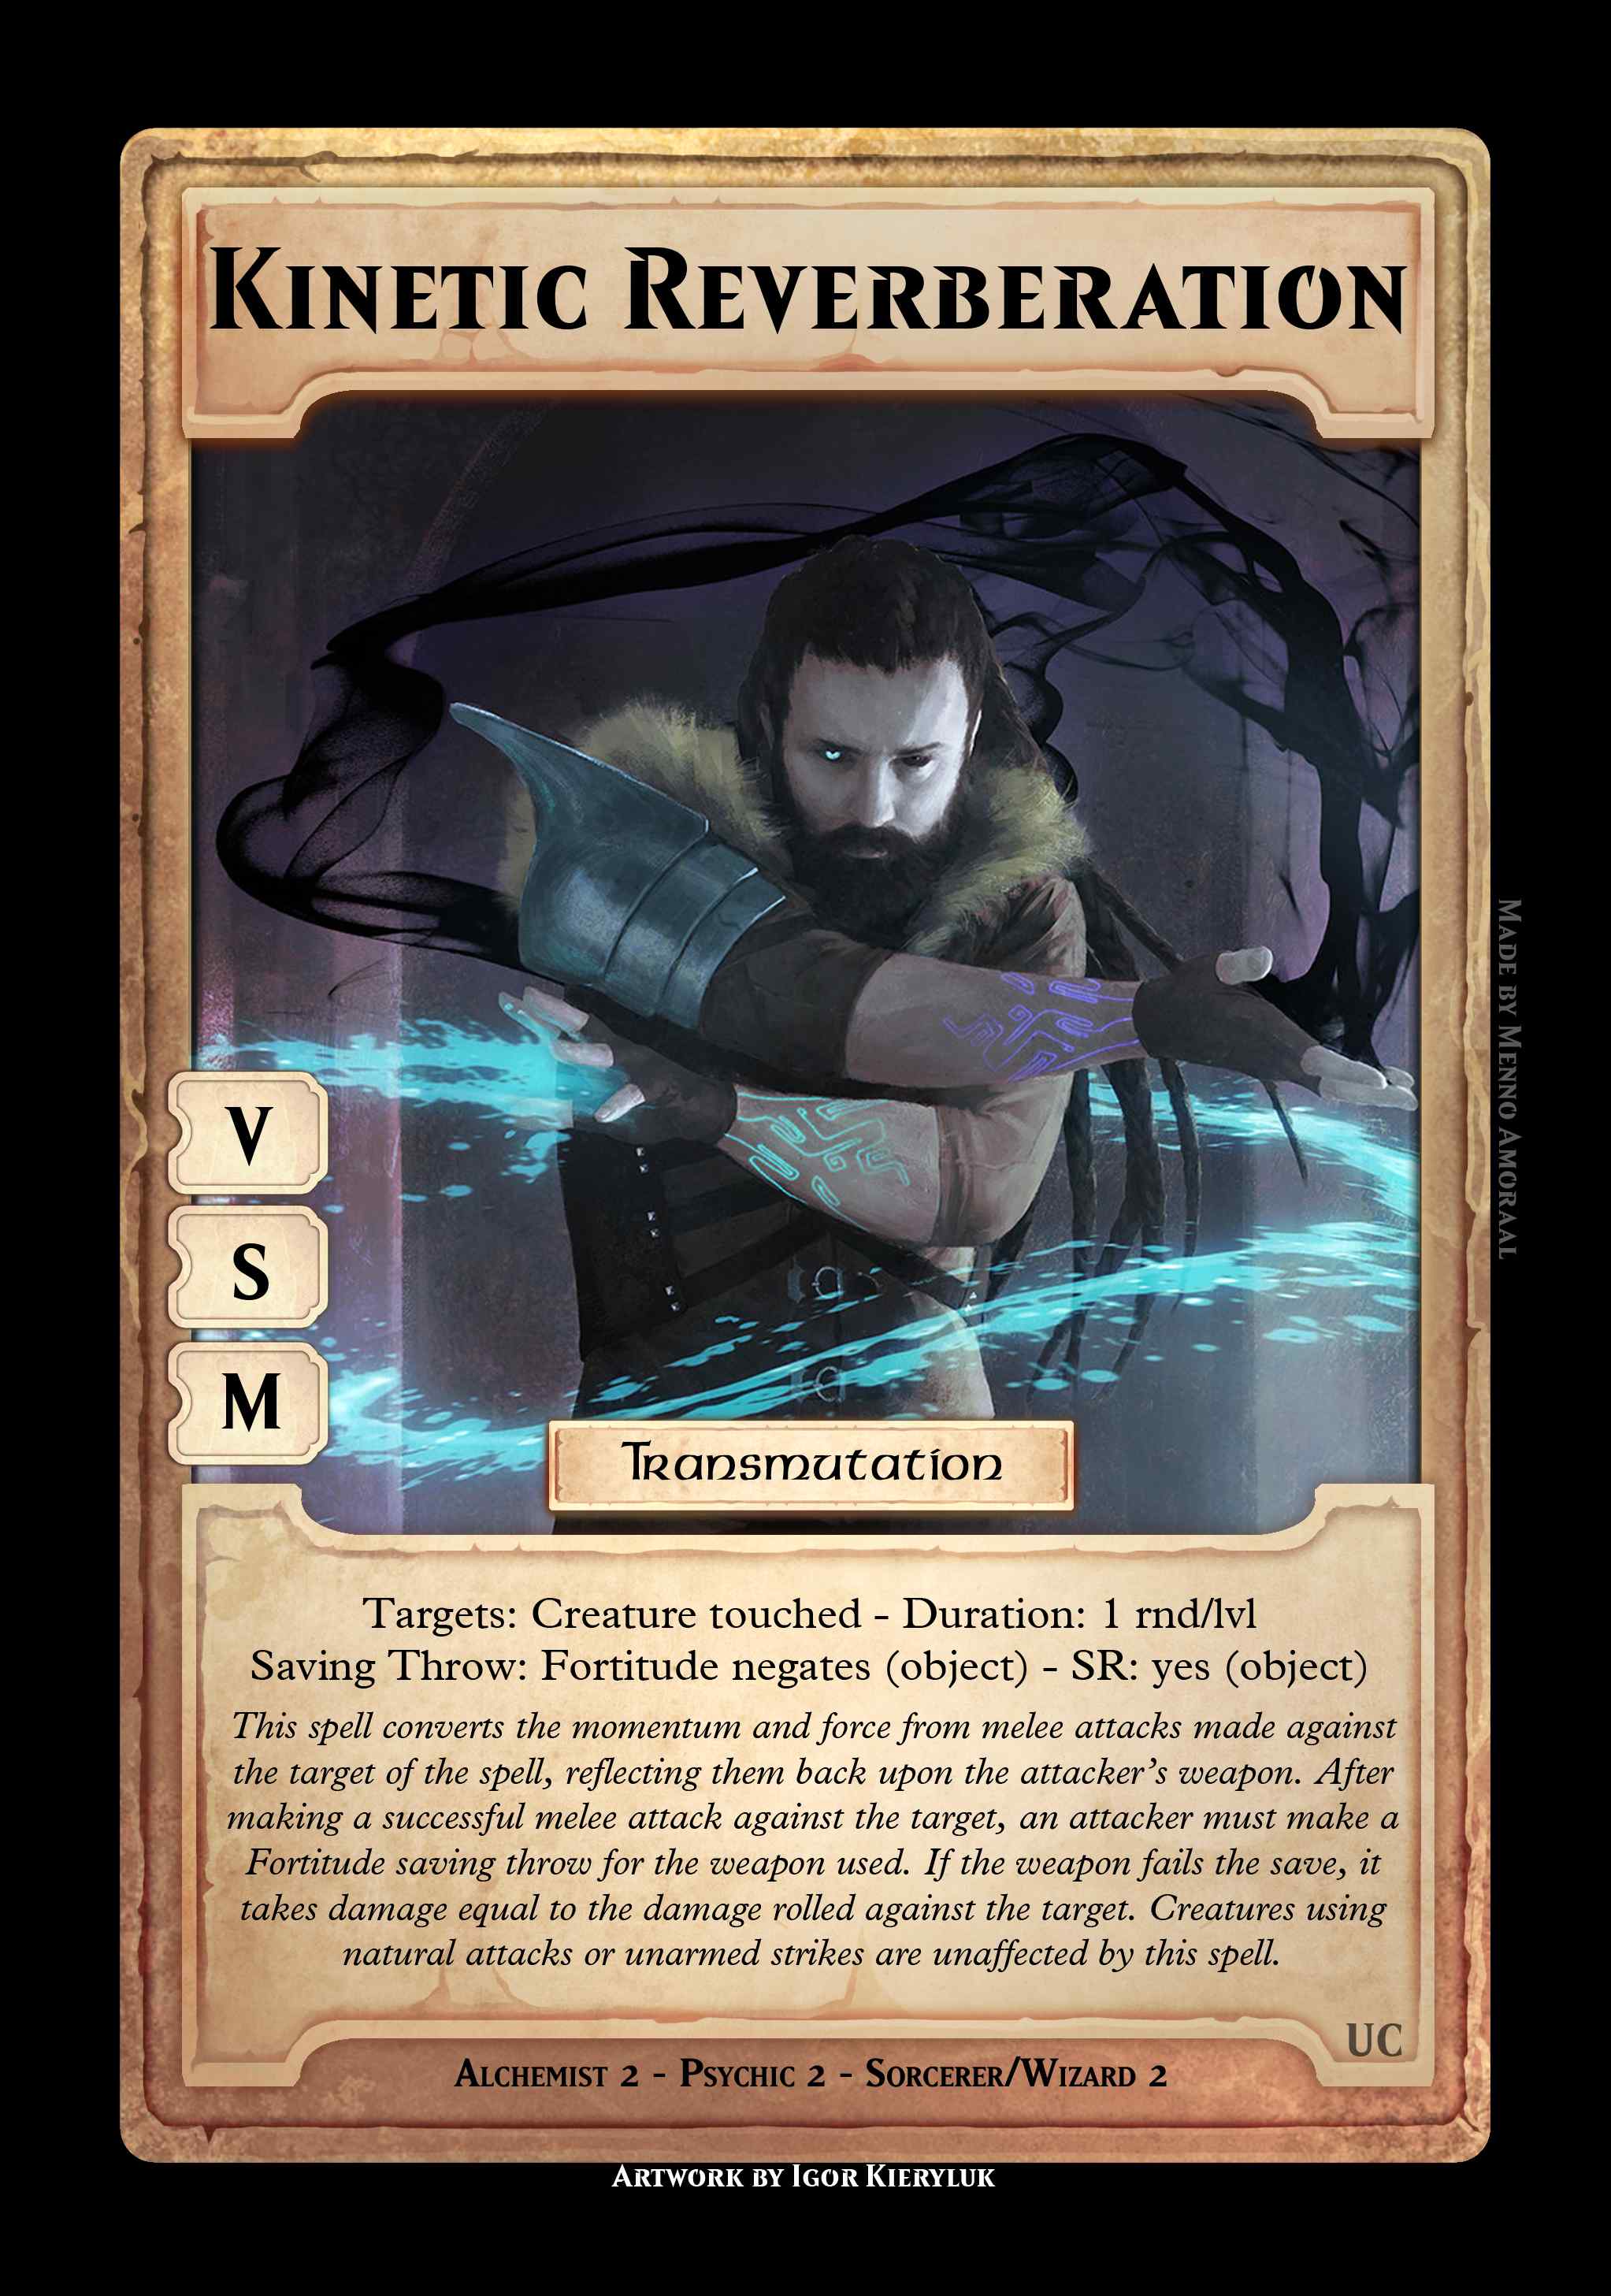 Kinetic Reverberation
V
S
M
Transmutation
Targets: Creature touched - Duration: 1 rnd/lvl
Saving Throw: Fortitude negates (object) - SR: yes (object)
This spell converts the momentum and force from melee attacks made against
the target of the spell, reflecting them back upon the attacker's weapon. After
making a successful melee attack against the target, an attacker must make a
Fortitude saving throw for the weapon used. If the weapon fails the save, it
takes damage equal to the damage rolled against the target. Creatures using
natural attacks or unarmed strikes are unaffected by this spell.
UC
Alchemist 2 - Psychic 2 - Sorcerer/Wizard 2
Artwork by Igor Kieryluk
Made by Menno Amoraal